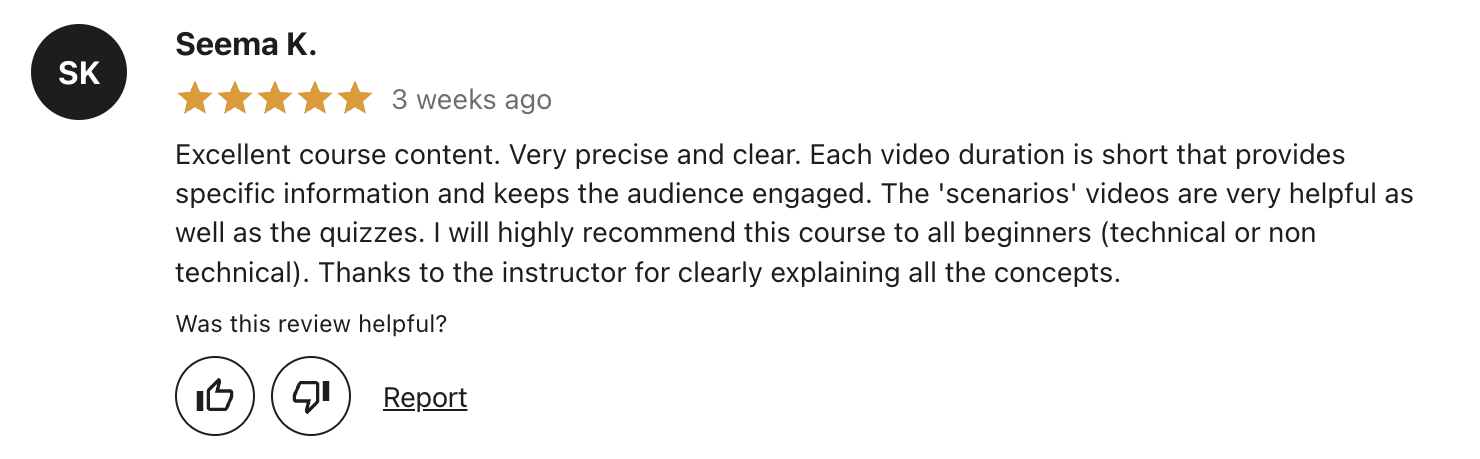 SK
Seema K.
3 weeks ago
Excellent course content. Very precise and clear. Each video duration is short that provides
specific information and keeps the audience engaged. The 'scenarios' videos are very helpful as
well as the quizzes. I will highly recommend this course to all beginners (technical or non
technical). Thanks to the instructor for clearly explaining all the concepts.
Was this review helpful?
Report